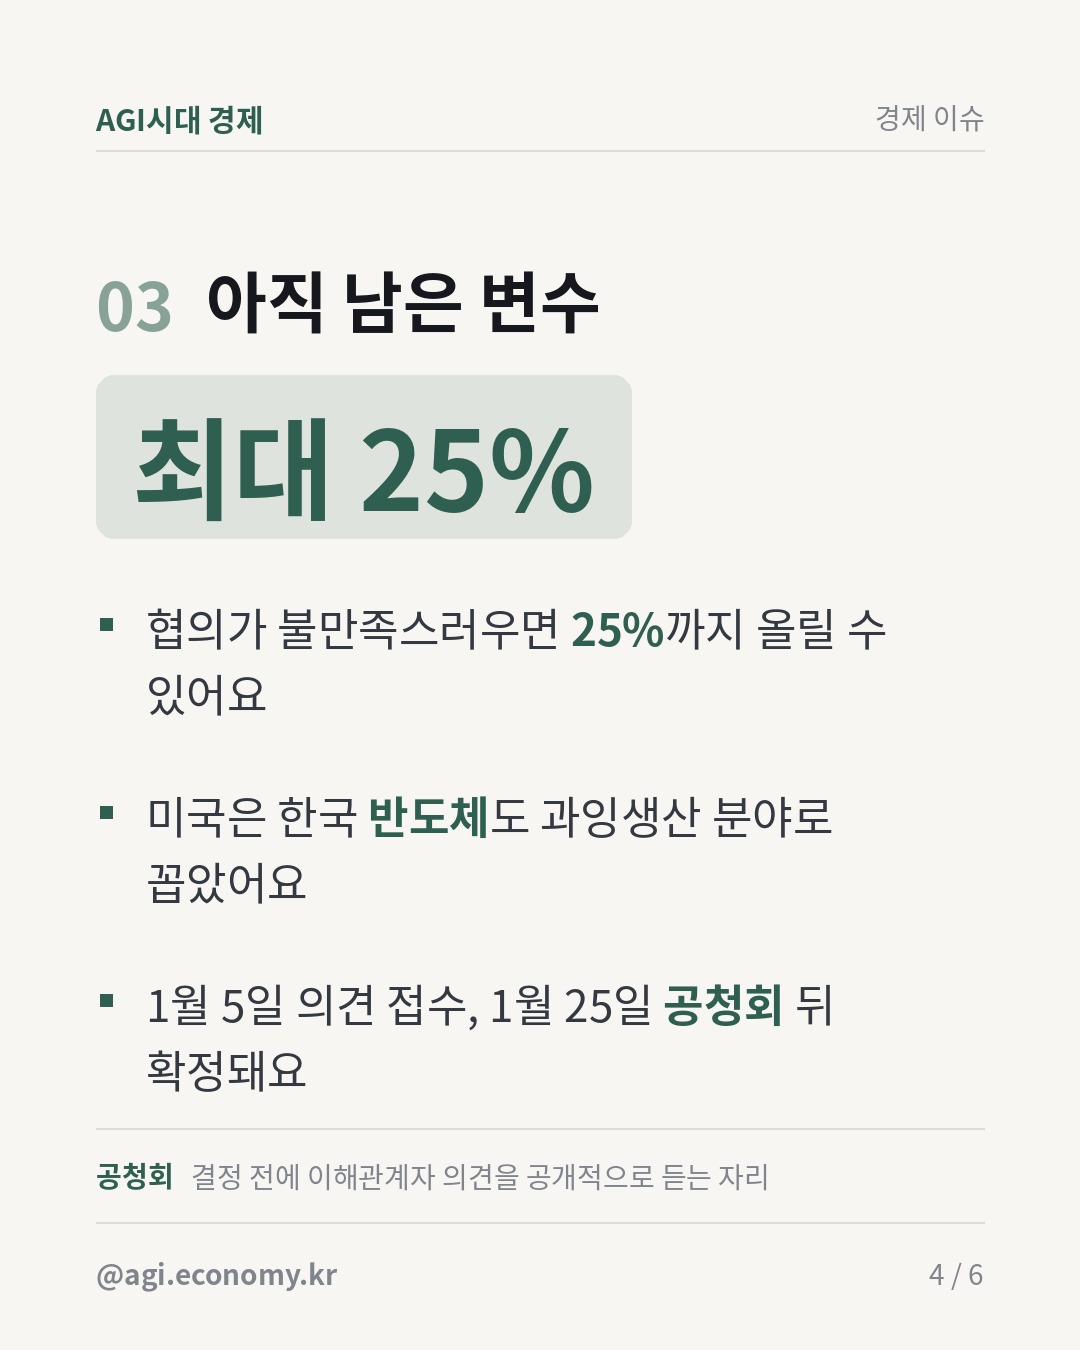 AGI시대 경제
경제 이슈
03 아직 남은 변수
최대 25%
▪ 협의가 불만족스러우면 25%까지 올릴 수
있어요
▪ 미국은 한국 반도체도 과잉생산 분야로
꼽았어요
▪ 1월 5일 의견 접수, 1월 25일 공청회 뒤
확정돼요
공청회 결정 전에 이해관계자 의견을 공개적으로 듣는 자리
@agi.economy.kr
4 / 6